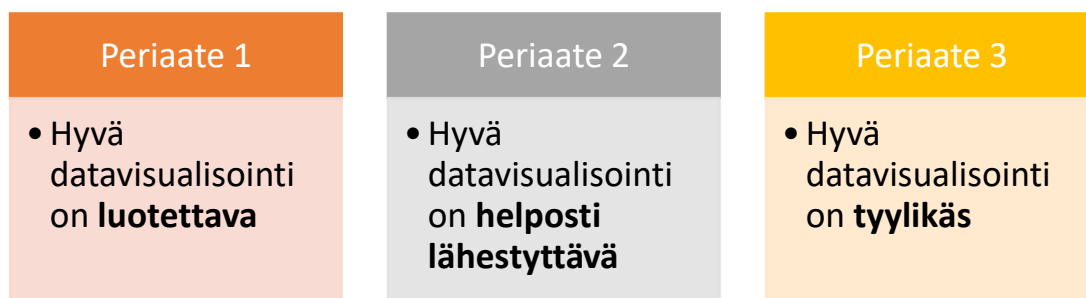 Periaate 1
• Hyvä
datavisualisointi
on luotettava
Periaate 2
• Hyvä
datavisualisointi
on helposti
lähestyttävä
Periaate 3
• Hyvä
datavisualisointi
on tyylikäs